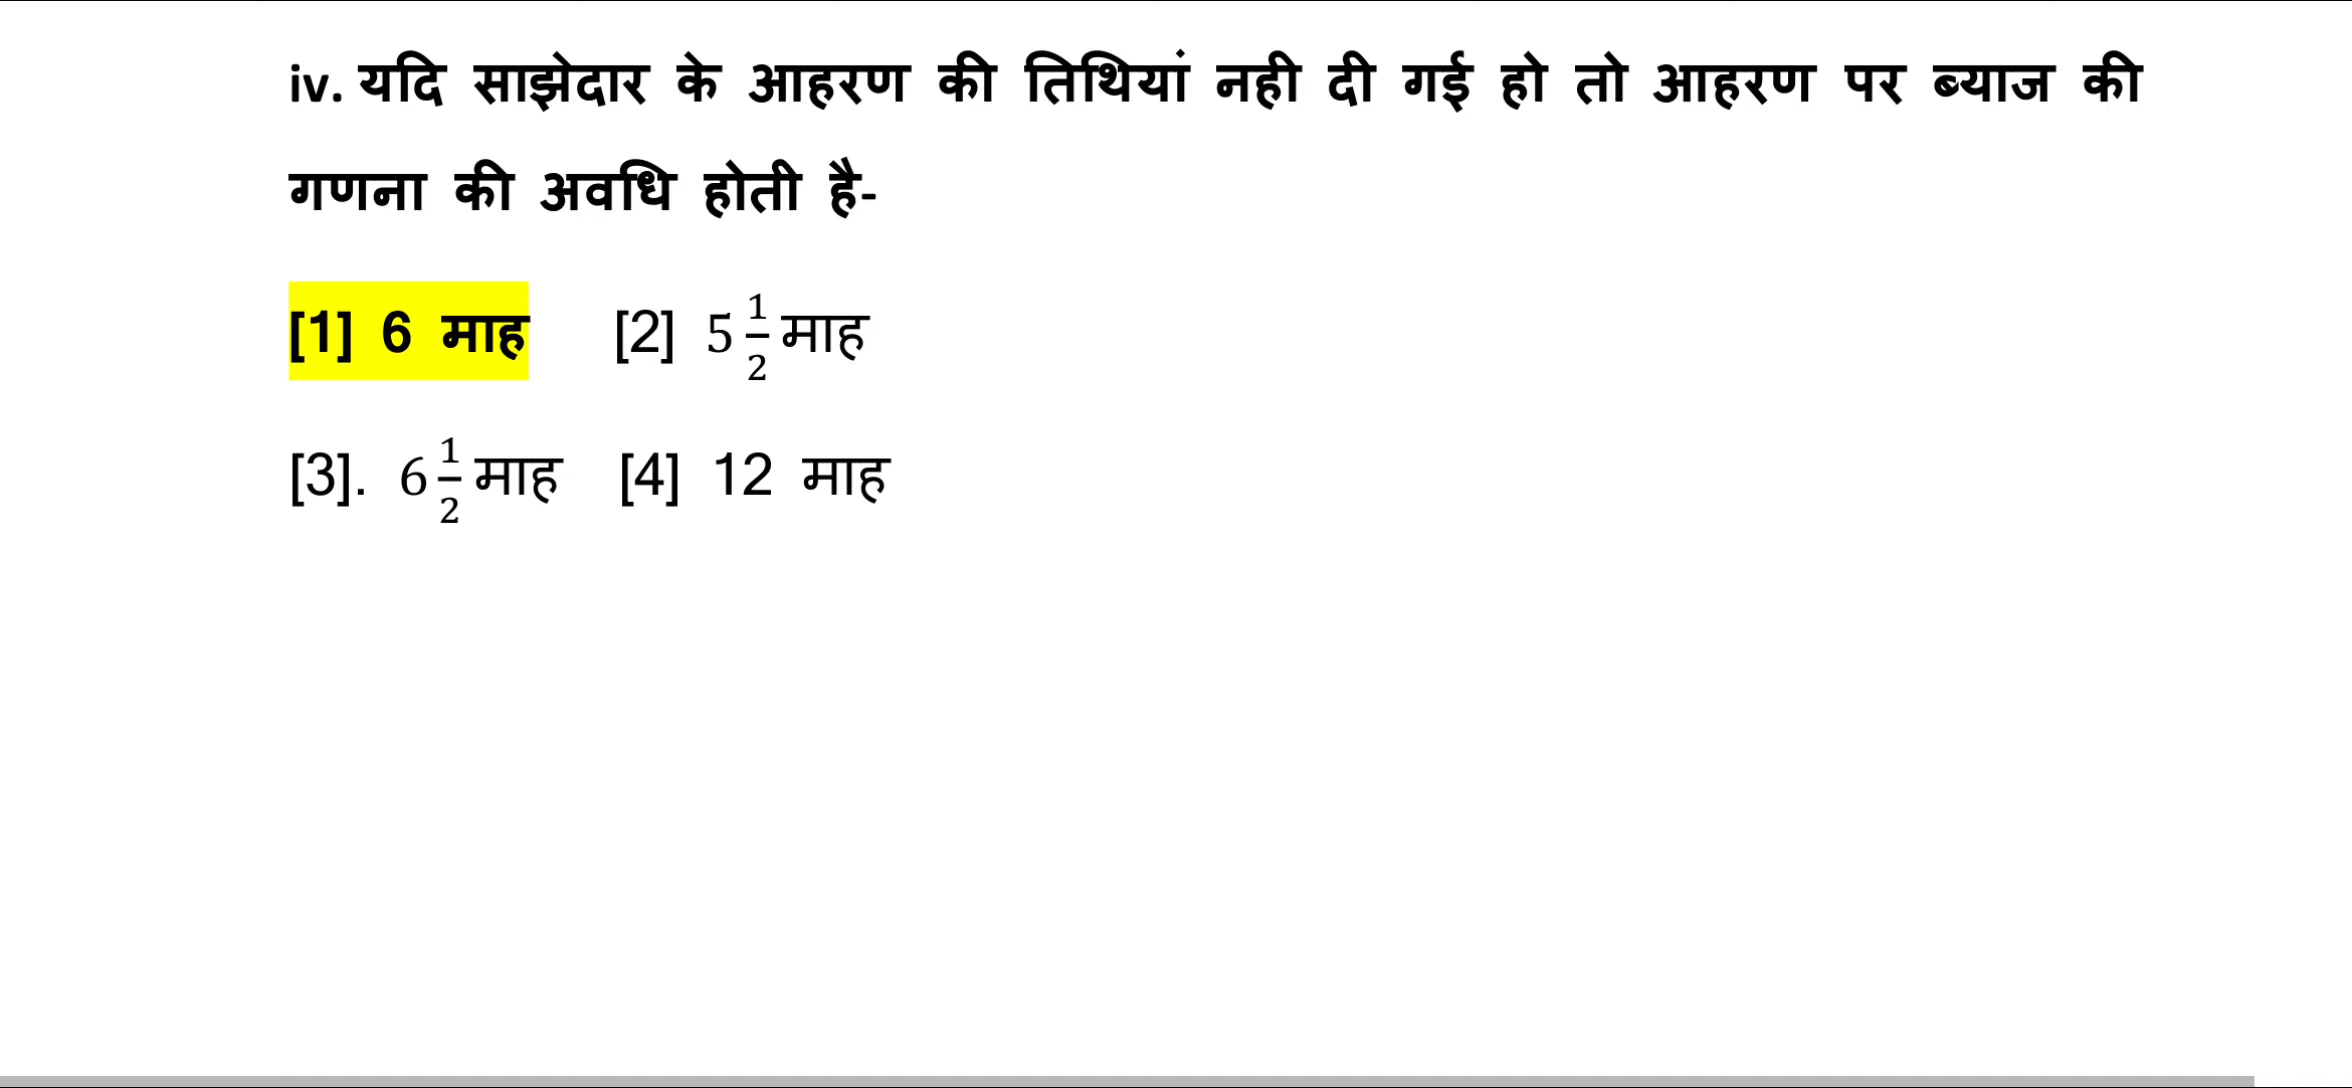 iv. यदि साझेदार के आहरण की तिथियां नही दी गई हो तो आहरण पर ब्याज की
गणना की अवधि होती है-
[1] 6 माह [2] 5 1/2 माह
[3]. 6 1/2 माह [4] 12 माह